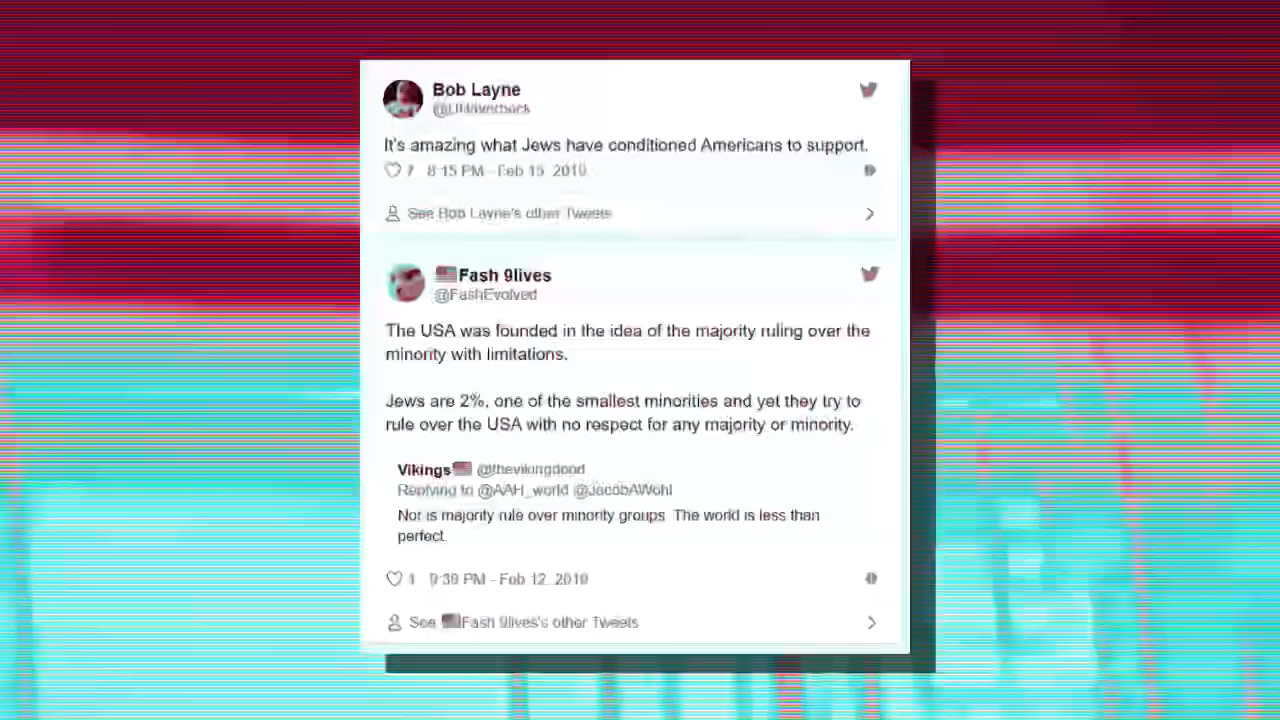 Bob Layne
It's amazing what Jews have conditioned Americans to support.
7 8:15 PM - Feb 15, 2019
See Bob Layne's other Tweets
Fash 9lives
@FashEvolved
The USA was founded in the idea of the majority ruling over the
minority with limitations.
Jews are 2%, one of the smallest minorities and yet they try to
rule over the USA with no respect for any majority or minority.
Vikings @thevikingdood
Replying to @AAH_world @JacobAWohl
Nor is majority rule over minority groups. The world is less than
perfect.
9:39 PM - Feb 12, 2019
See Fash 9lives's other Tweets